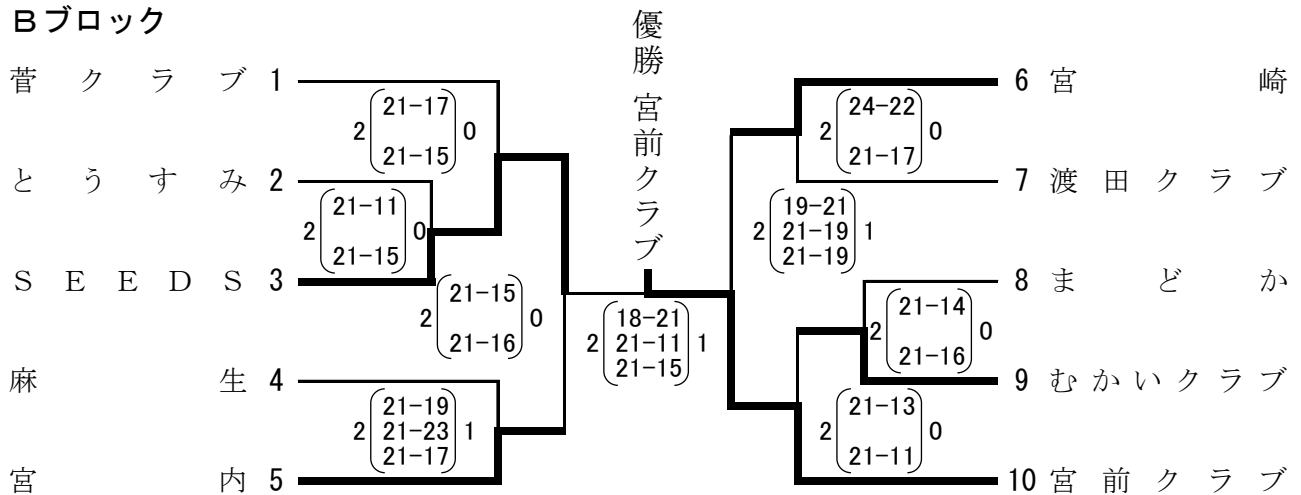 Bブロック
優勝 宮前クラブ
菅クラブ 1
とうすみ 2
SEEDS 3
麻生 4
宮内 5
2 21-17 0
21-15
2 21-11 0
21-15
2 21-15 0
21-16
21-19
2 21-23 1
21-17
18-21
2 21-11 1
21-15
6 宮崎
7 渡田クラブ
8 まどか
9 むかいクラブ
10 宮前クラブ
2 24-22 0
21-17
19-21
2 21-19 1
21-19
2 21-14 0
21-16
2 21-13 0
21-11